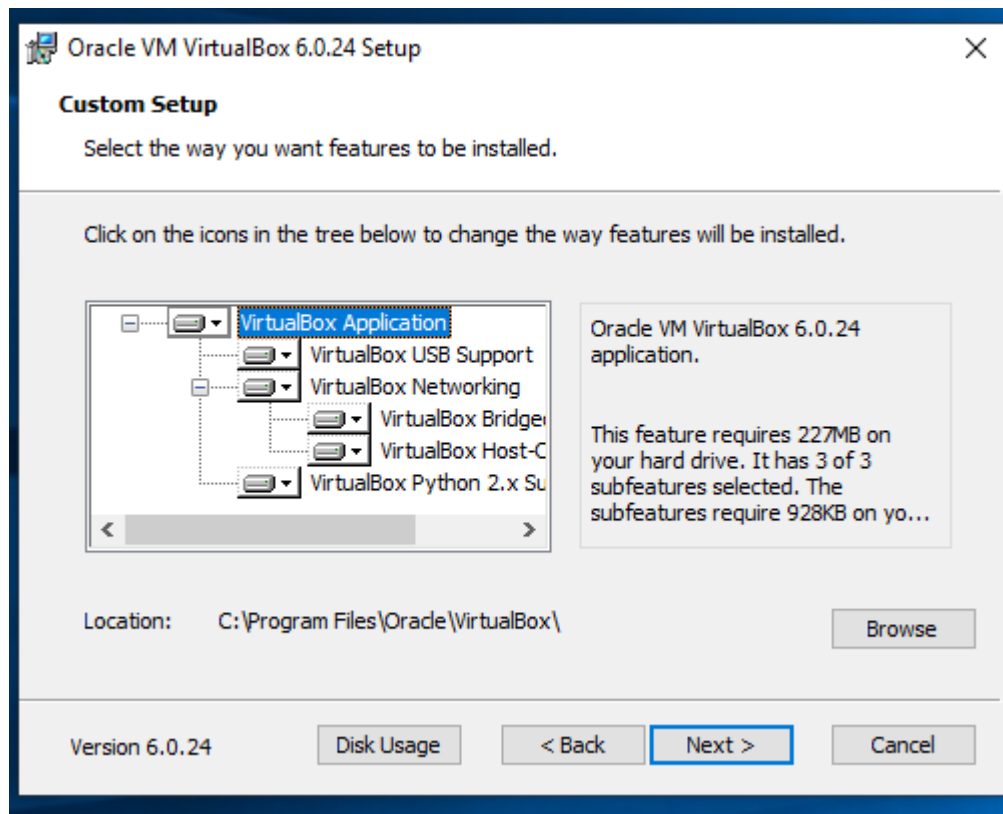 Oracle VM VirtualBox 6.0.24 Setup
Custom Setup
Select the way you want features to be installed.
Click on the icons in the tree below to change the way features will be installed.
VirtualBox Application
VirtualBox USB Support
VirtualBox Networking
VirtualBox Bridge
VirtualBox Host-C
VirtualBox Python 2.x Su
Oracle VM VirtualBox 6.0.24
application.
This feature requires 227MB on
your hard drive. It has 3 of 3
subfeatures selected. The
subfeatures require 928KB on yo...
Location: C:\Program Files\Oracle\VirtualBox\
Browse
Version 6.0.24
Disk Usage
< Back
Next >
Cancel